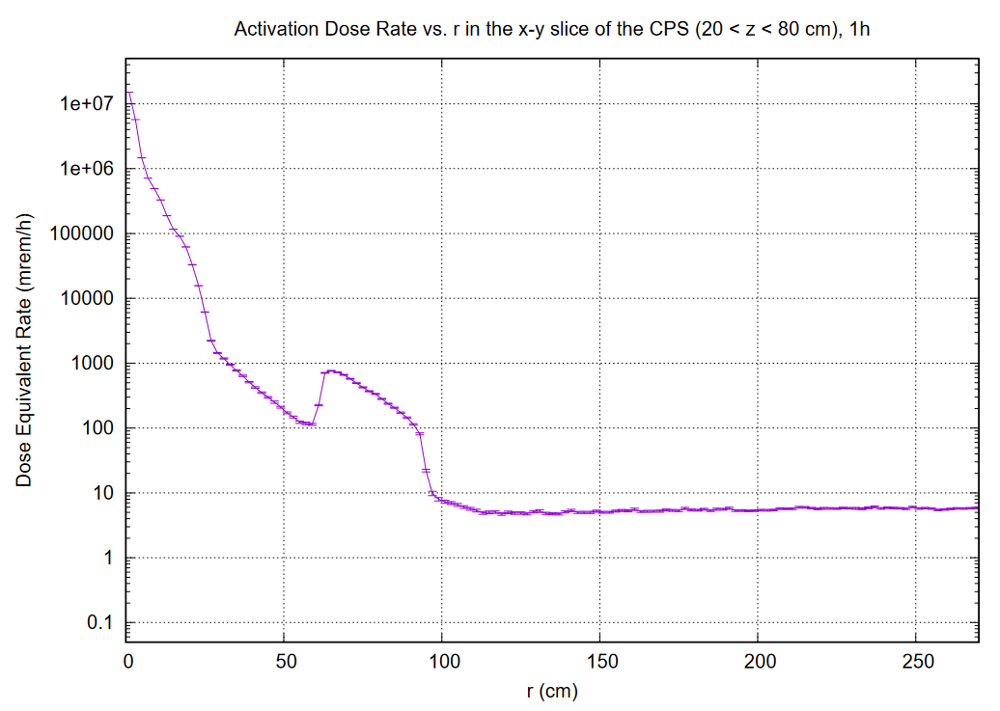 Activation Dose Rate vs. r in the x-y slice of the CPS (20 < z < 80 cm), 1h
Dose Equivalent Rate (mrem/h)
1e+07
1e+06
100000
10000
1000
100
10
1
0.1
0 50 100 150 200 250
r (cm)